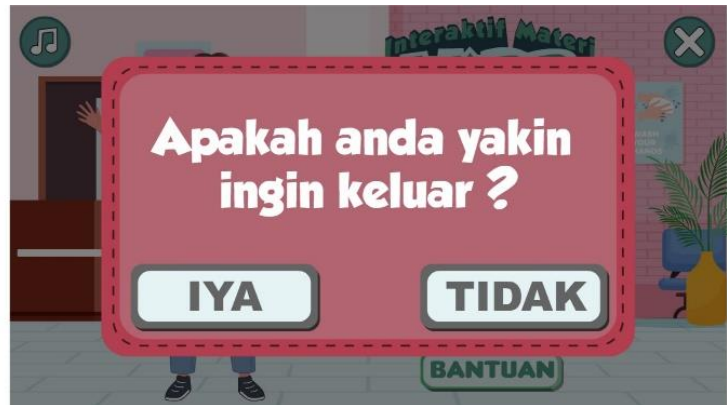 Interaktif Materi
Apakah anda yakin
ingin keluar ?
IYA
TIDAK
BANTUAN